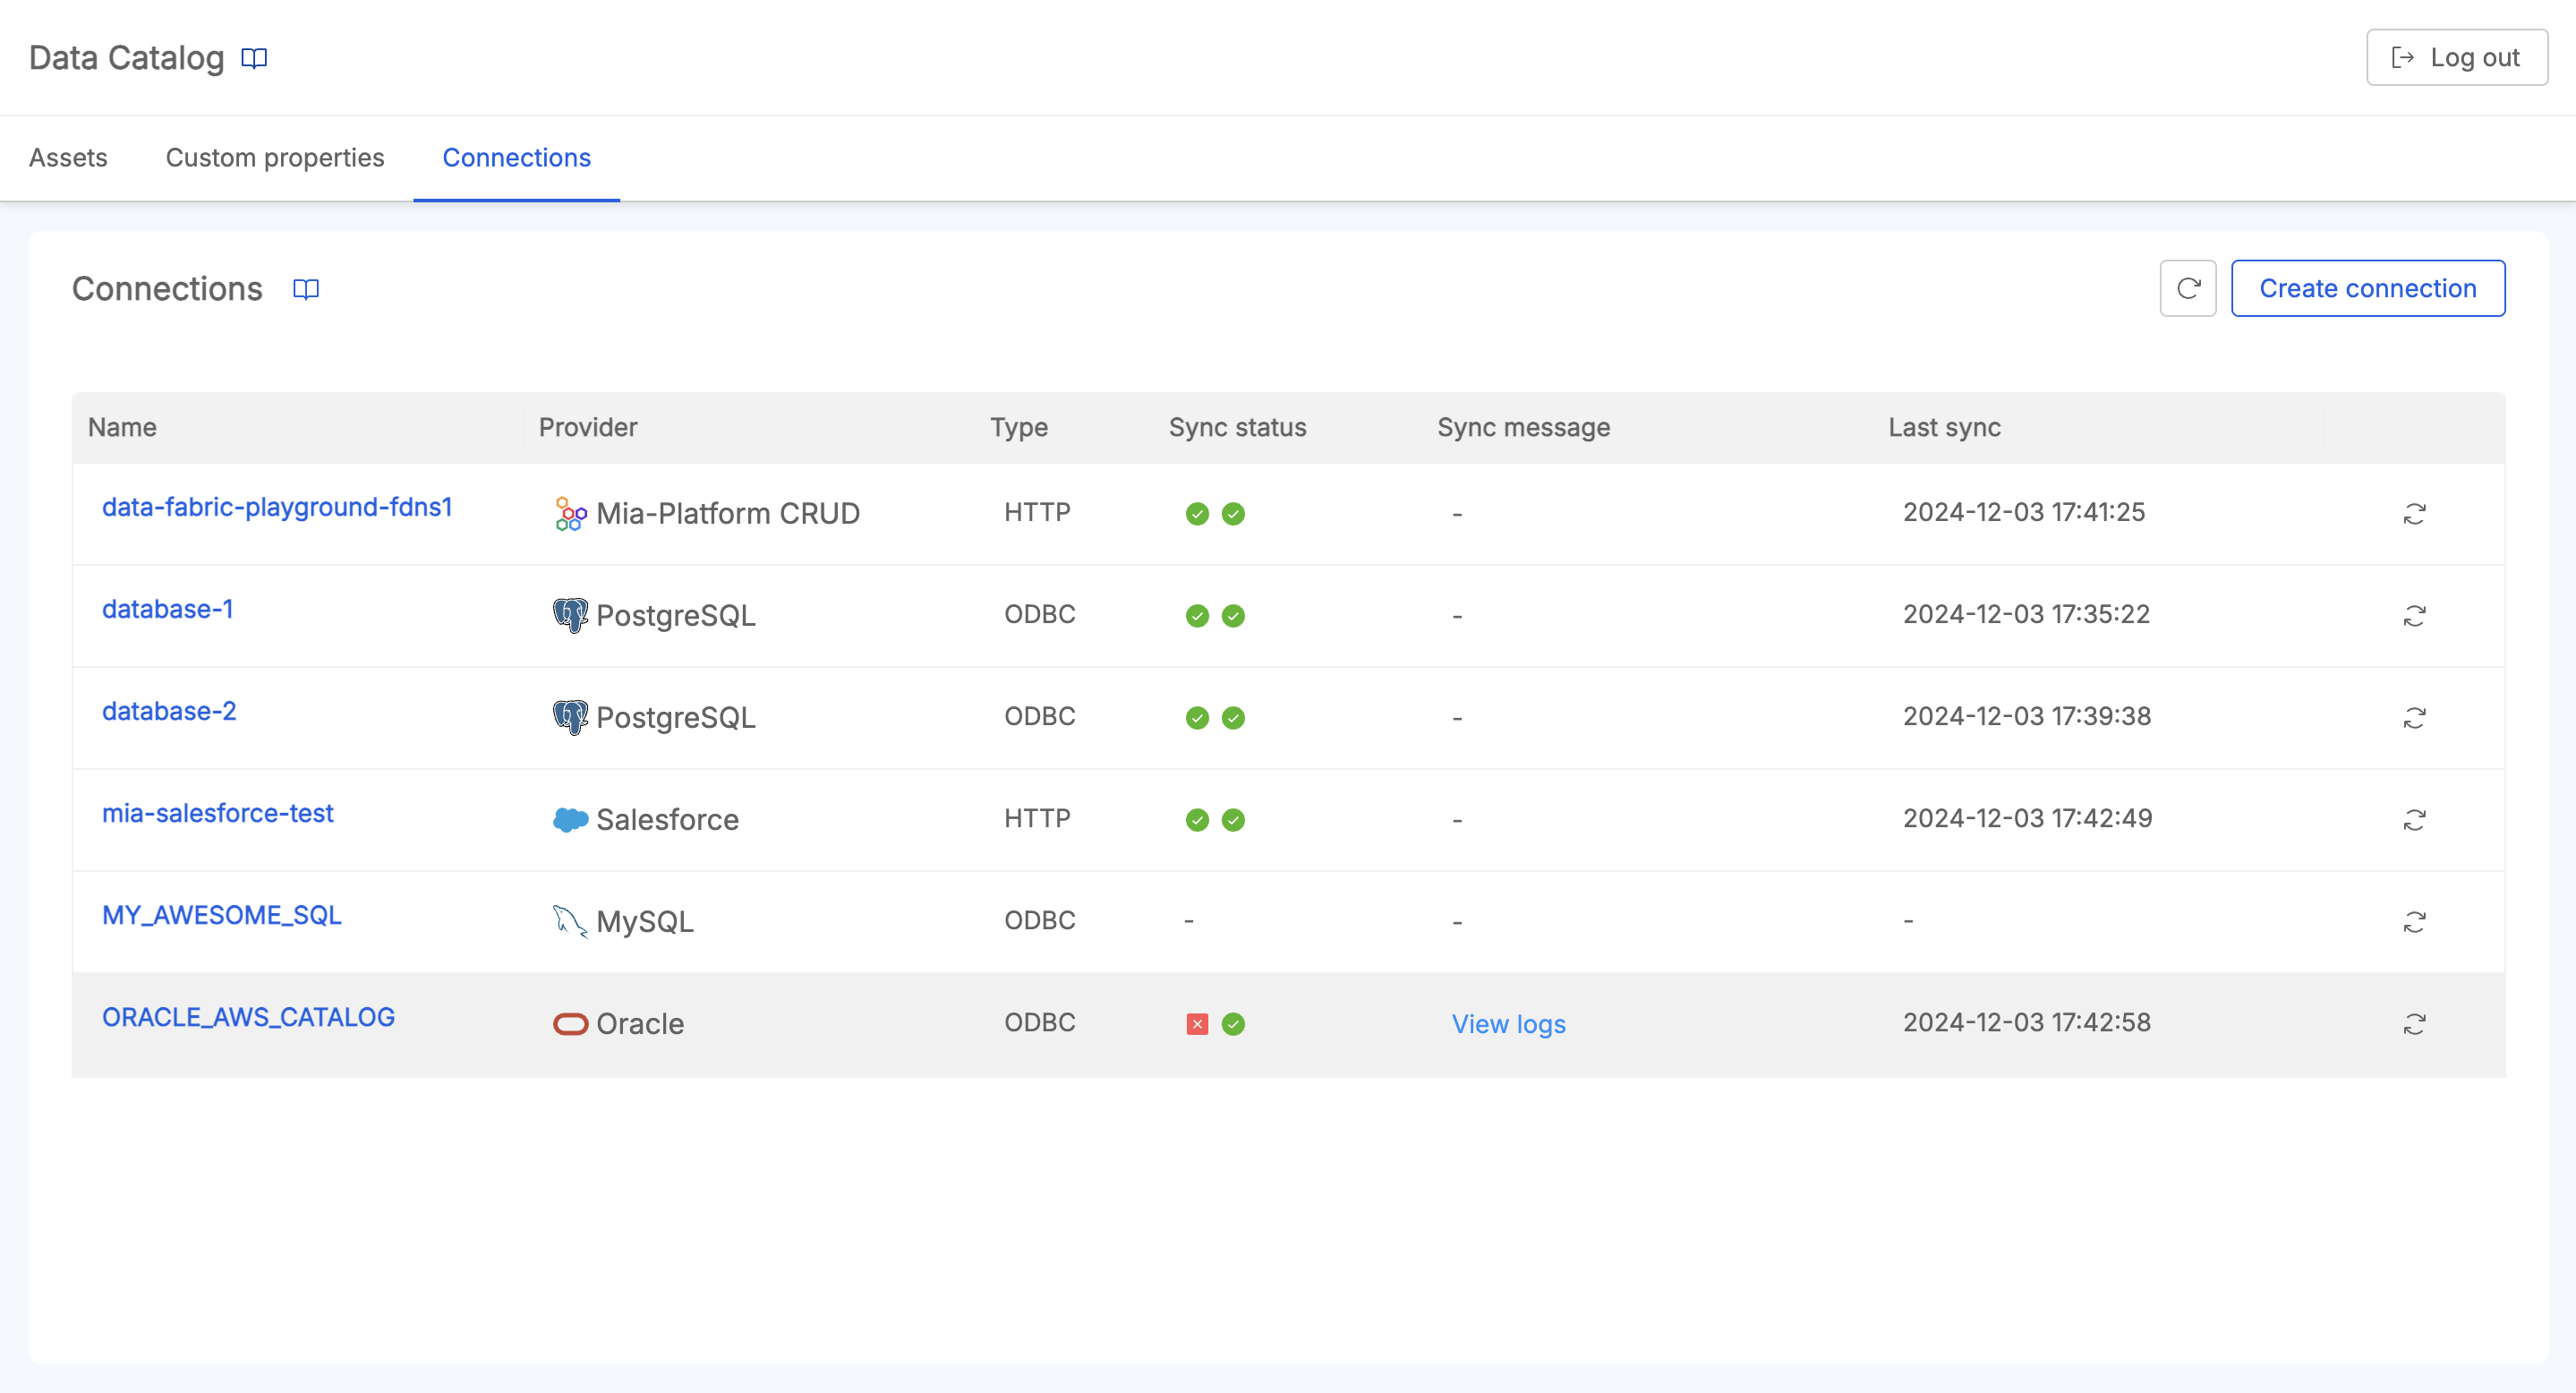 Data Catalog
Log out
Assets Custom properties Connections
Connections
Create connection
Name Provider Type Sync status Sync message Last sync
data-fabric-playground-fdns1 Mia-Platform CRUD HTTP - 2024-12-03 17:41:25
database-1 PostgreSQL ODBC - 2024-12-03 17:35:22
database-2 PostgreSQL ODBC - 2024-12-03 17:39:38
mia-salesforce-test Salesforce HTTP - 2024-12-03 17:42:49
MY_AWESOME_SQL MySQL ODBC - - -
ORACLE_AWS_CATALOG Oracle ODBC View logs 2024-12-03 17:42:58